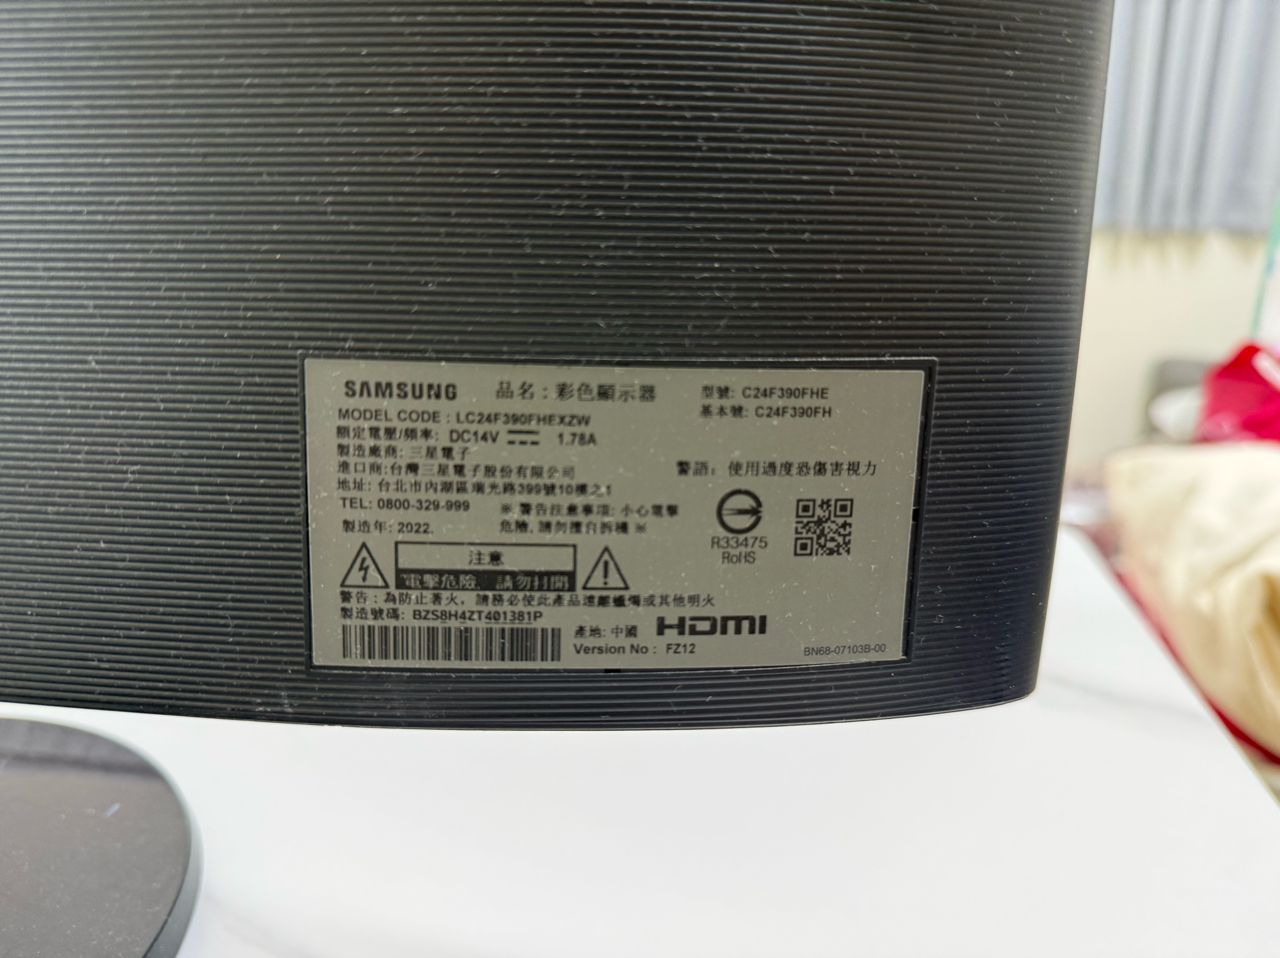 SAMSUNG 品名：彩色顯示器 型號: C24F390FHE
MODEL CODE : LC24F390FHEXZW 基本號: C24F390FH
額定電壓/頻率: DC14V 1.78A
製造廠商: 三星電子
進口商:台灣三星電子股份有限公司 警語: 使用過度恐傷害視力
地址: 台北市內湖區瑞光路399號10樓之1
TEL: 0800-329-999 ※ 警告注意事項: 小心電擊
製造年: 2022. 危險, 請勿擅自拆機 ※
R33475
RoHS
注意
電擊危險, 請勿打開
警告 : 為防止著火, 請務必使此產品遠離蠟燭或其他明火
製造號碼: BZS8H4ZT401381P
產地: 中國 HDMI
Version No : FZ12 BN68-07103B-00